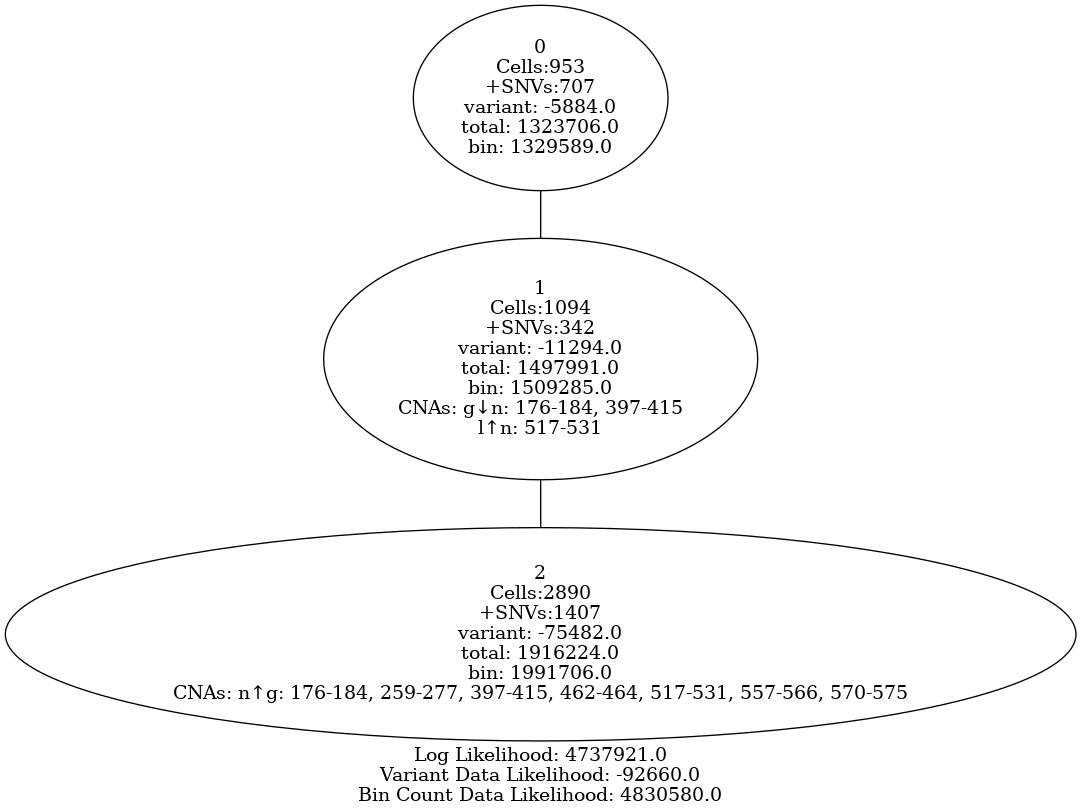 0
Cells:953
+SNVs:707
variant: -5884.0
total: 1323706.0
bin: 1329589.0
1
Cells:1094
+SNVs:342
variant: -11294.0
total: 1497991.0
bin: 1509285.0
CNAs: g↓n: 176-184, 397-415
l↑n: 517-531
2
Cells:2890
+SNVs:1407
variant: -75482.0
total: 1916224.0
bin: 1991706.0
CNAs: n↑g: 176-184, 259-277, 397-415, 462-464, 517-531, 557-566, 570-575
Log Likelihood: 4737921.0
Variant Data Likelihood: -92660.0
Bin Count Data Likelihood: 4830580.0